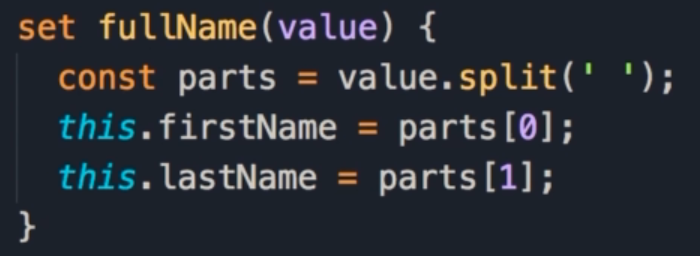 set fullName(value) {
  const parts = value.split(' ');
  this.firstName = parts[0];
  this.lastName = parts[1];
}